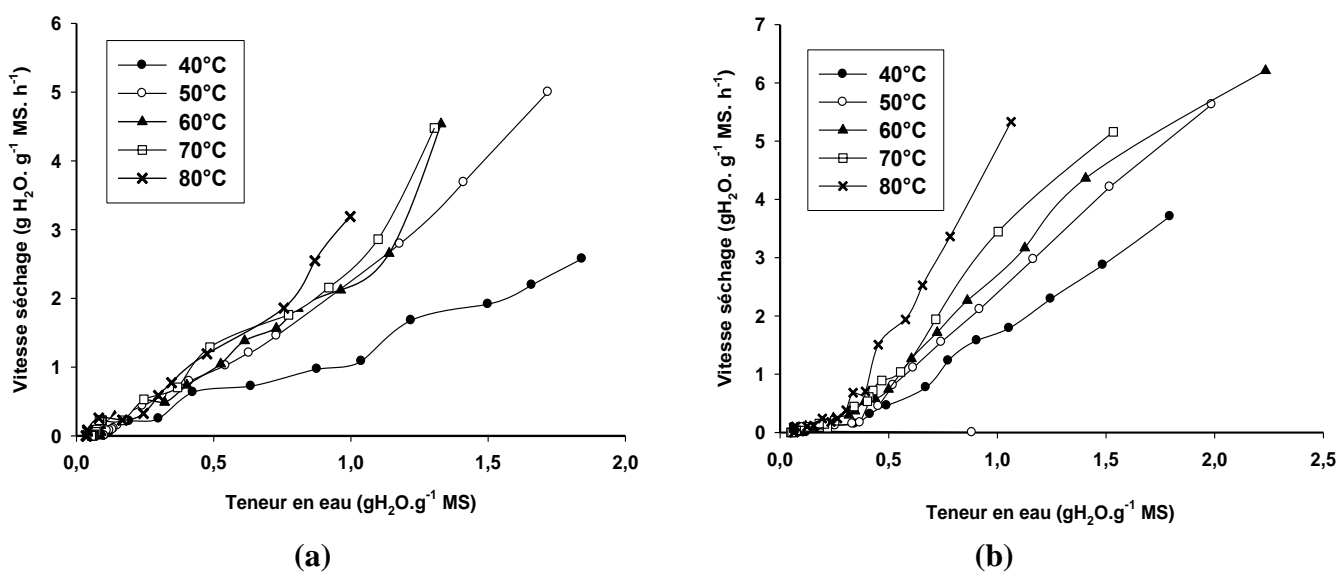 6
5
4
3
2
1
0
Vitesse séchage (g H₂O. g⁻¹ MS. h⁻¹)
40°C
50°C
60°C
70°C
80°C
0,0 0,5 1,0 1,5 2,0
Teneur en eau (gH₂O.g⁻¹ MS)
(a)
7
6
5
4
3
2
1
0
Vitesse séchage (gH₂O. g⁻¹ MS. h⁻¹)
40°C
50°C
60°C
70°C
80°C
0,0 0,5 1,0 1,5 2,0 2,5
Teneur en eau (gH₂O.g⁻¹ MS)
(b)